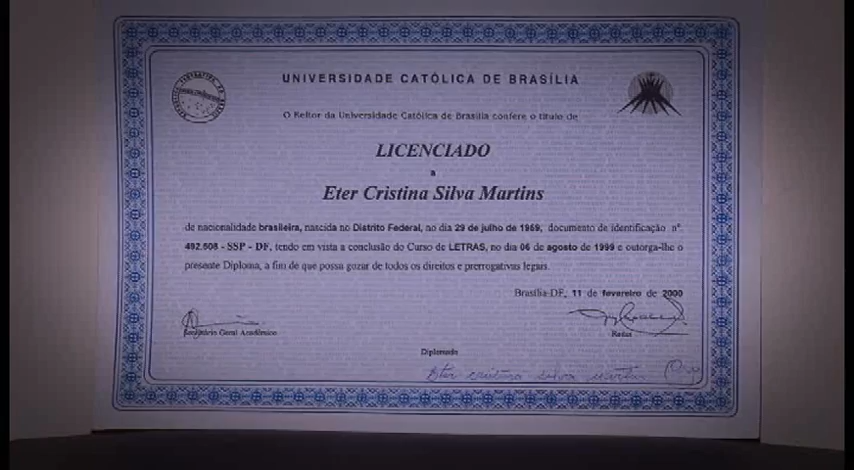 UNIVERSIDADE CATÓLICA DE BRASÍLIA
O Reitor da Universidade Católica de Brasília confere o título de
LICENCIADO
a
Eter Cristina Silva Martins
de nacionalidade brasileira, nascida no Distrito Federal, no dia 29 de julho de 1969, documento de identificação nº.
492.508 - SSP - DF, tendo em vista a conclusão do Curso de LETRAS, no dia 06 de agosto de 1999 e outorga-lhe o
presente Diploma, a fim de que possa gozar de todos os direitos e prerrogativas legais.
Brasília-DF, 11 de fevereiro de 2000
Secretário Geral Acadêmico
Reitor
Diplomado
Eter cristina silva martins